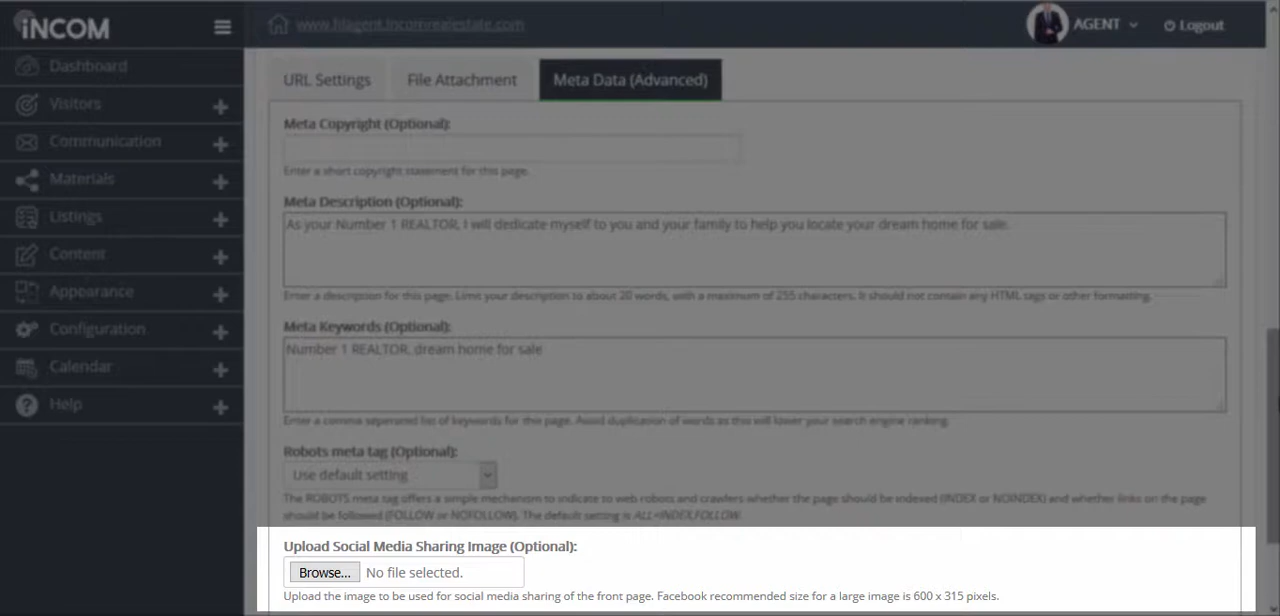 iNCOM
www.fitagent.incomrealestate.com
AGENT
Logout
Dashboard
Visitors
Communication
Materials
Listings
Content
Appearance
Configuration
Calendar
Help
URL Settings
File Attachment
Meta Data (Advanced)
Meta Copyright (Optional):
Enter a short copyright statement for this page.
Meta Description (Optional):
As your Number 1 REALTOR, I will dedicate myself to you and your family to help you locate your dream home for sale.
Enter a description for this page. Limit your description to about 20 words, with a maximum of 255 characters. It should not contain any HTML tags or other formatting.
Meta Keywords (Optional):
Number 1 REALTOR, dream home for sale
Enter a comma seperated list of keywords for this page. Avoid duplication of words as this will lower your search engine ranking.
Robots meta tag (Optional):
Use default setting
The ROBOTS meta tag offers a simple mechanism to indicate to web robots and crawlers whether the page should be indexed (INDEX or NOINDEX) and whether links on the page
should be followed (FOLLOW or NOFOLLOW). The default setting is ALL=INDEX,FOLLOW.
Upload Social Media Sharing Image (Optional):
Browse... No file selected.
Upload the image to be used for social media sharing of the front page. Facebook recommended size for a large image is 600 x 315 pixels.